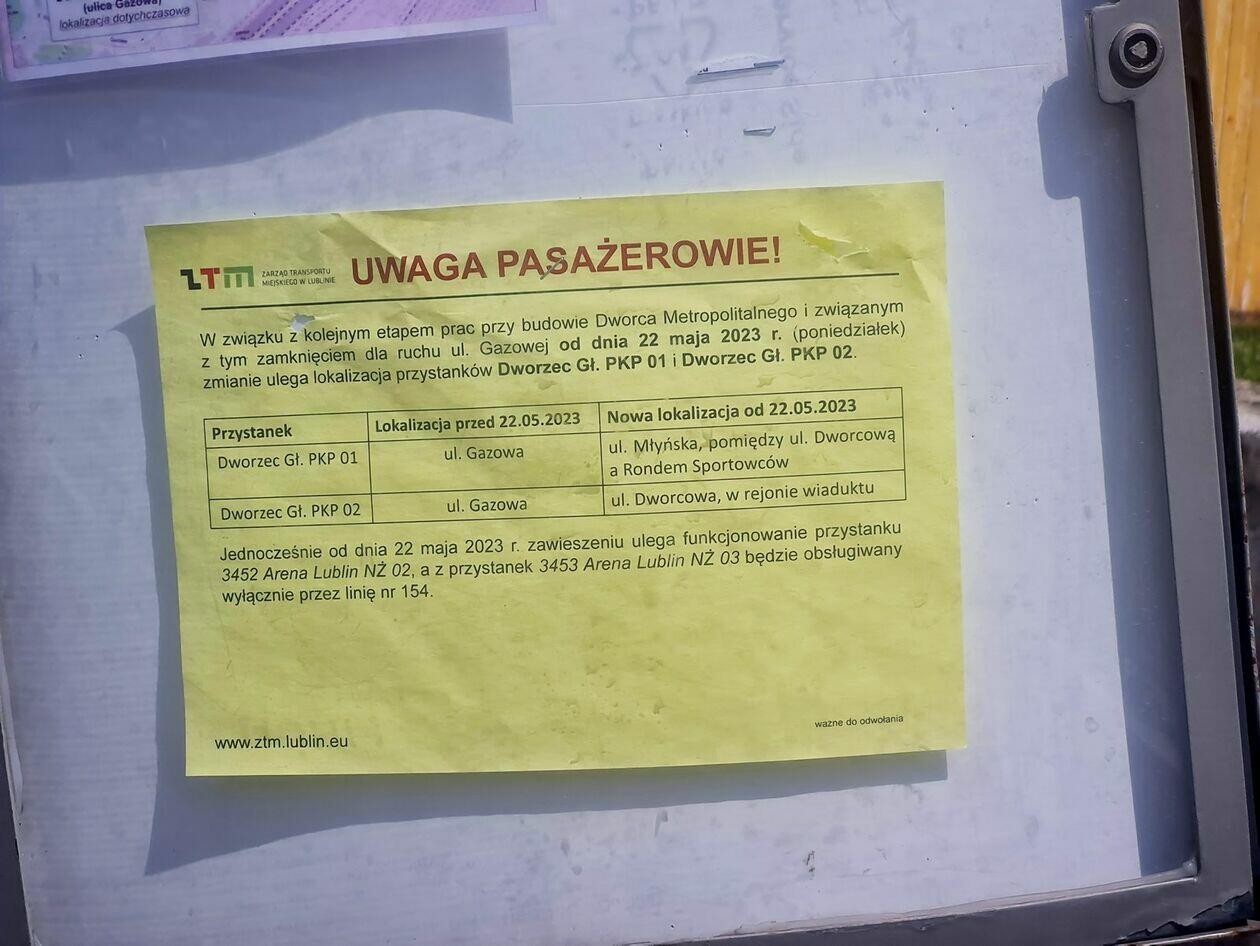 (ulica Gazowa)
lokalizacja dotychczasowa
ZTM ZARZĄD TRANSPORTU
MIEJSKIEGO W LUBLINIE
UWAGA PASAŻEROWIE!
W związku z kolejnym etapem prac przy budowie Dworca Metropolitalnego i związanym
z tym zamknięciem dla ruchu ul. Gazowej od dnia 22 maja 2023 r. (poniedziałek)
zmianie ulega lokalizacja przystanków Dworzec Gł. PKP 01 i Dworzec Gł. PKP 02.
Przystanek Lokalizacja przed 22.05.2023 Nowa lokalizacja od 22.05.2023
Dworzec Gł. PKP 01 ul. Gazowa ul. Młyńska, pomiędzy ul. Dworcową
a Rondem Sportowców
Dworzec Gł. PKP 02 ul. Gazowa ul. Dworcowa, w rejonie wiaduktu
Jednocześnie od dnia 22 maja 2023 r. zawieszeniu ulega funkcjonowanie przystanku
3452 Arena Lublin NŻ 02, a z przystanek 3453 Arena Lublin NŻ 03 będzie obsługiwany
wyłącznie przez linię nr 154.
www.ztm.lublin.eu
ważne do odwołania